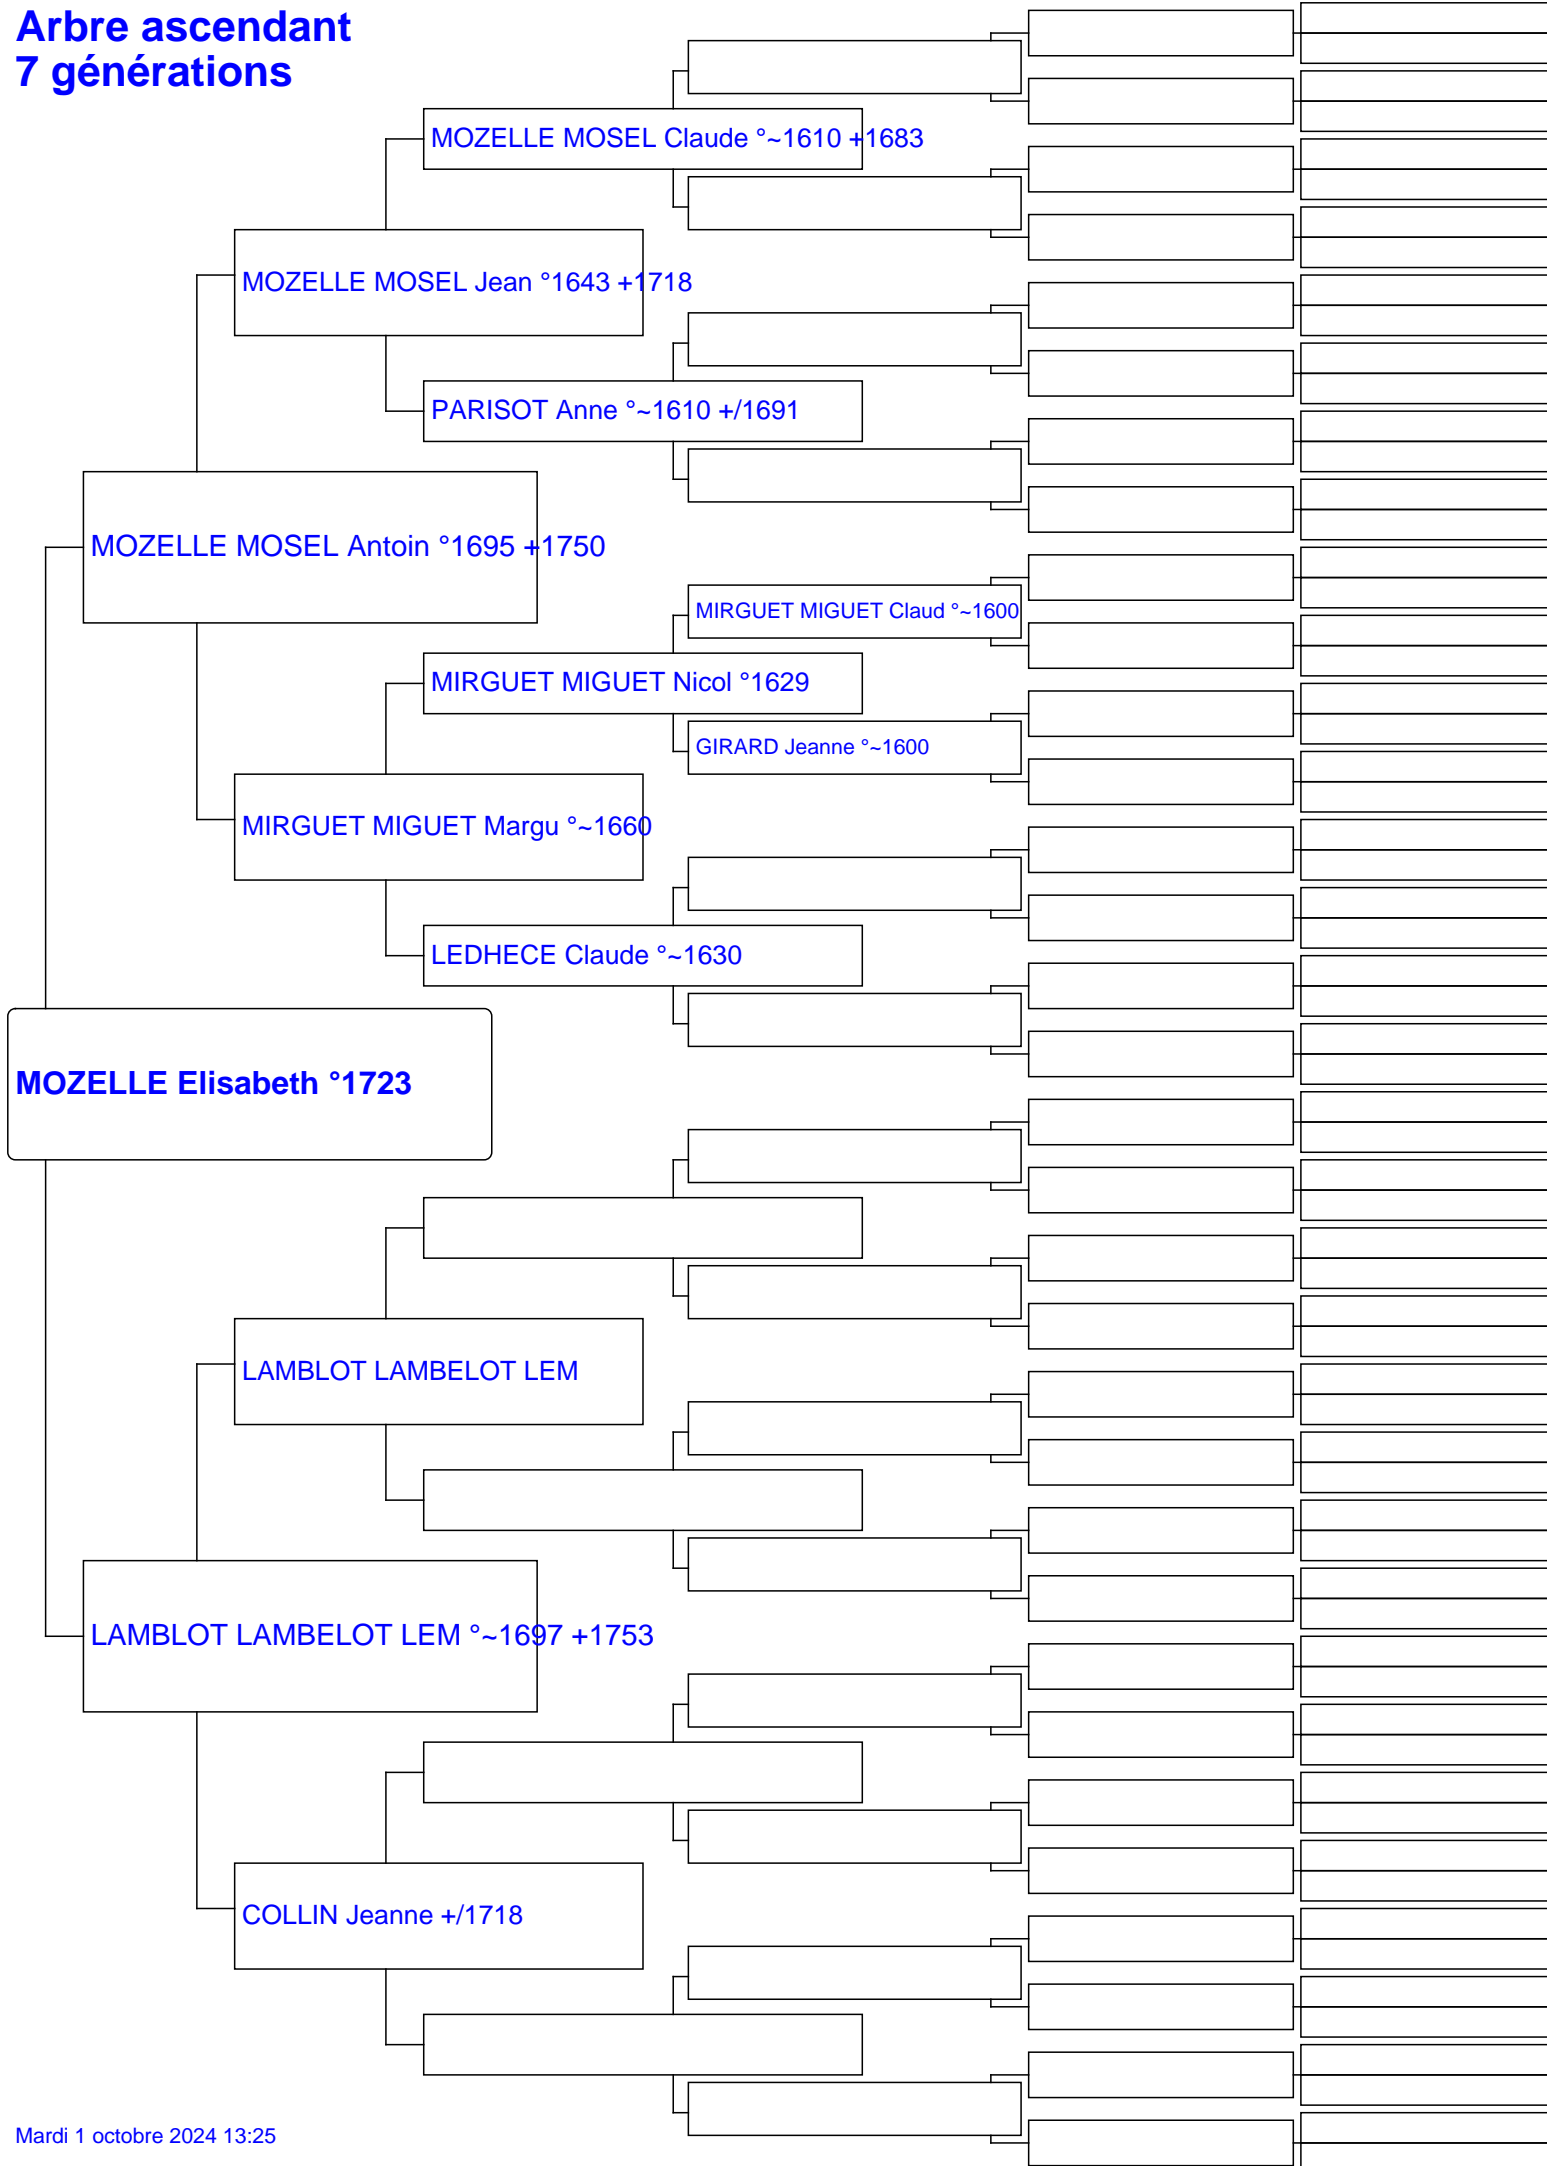 Arbre ascendant
7 générations
MOZELLE MOSEL Claude °~1610 +1683
MOZELLE MOSEL Jean °1643 +1718
PARISOT Anne °~1610 +/1691
MOZELLE MOSEL Antoin °1695 +1750
MIRGUET MIGUET Claud °~1600
MIRGUET MIGUET Nicol °1629
GIRARD Jeanne °~1600
MIRGUET MIGUET Margu °~1660
LEDHECE Claude °~1630
MOZELLE Elisabeth °1723
LAMBLOT LAMBELOT LEM
LAMBLOT LAMBELOT LEM °~1697 +1753
COLLIN Jeanne +/1718
Mardi 1 octobre 2024 13:25